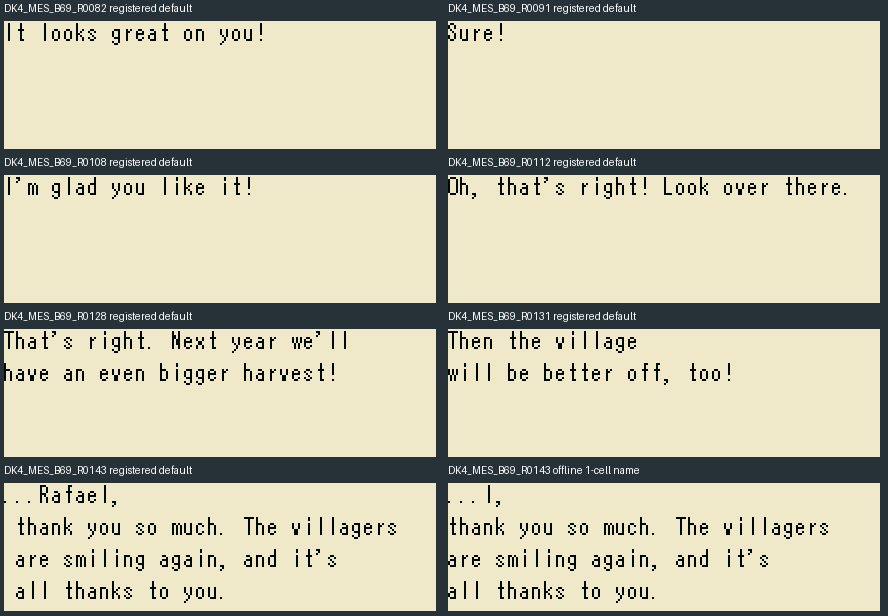 DK4_MES_B69_R0082 registered default
It looks great on you!
DK4_MES_B69_R0091 registered default
Sure!
DK4_MES_B69_R0108 registered default
I'm glad you like it!
DK4_MES_B69_R0112 registered default
Oh, that's right! Look over there.
DK4_MES_B69_R0128 registered default
That's right. Next year we'll
have an even bigger harvest!
DK4_MES_B69_R0131 registered default
Then the village
will be better off, too!
DK4_MES_B69_R0143 registered default
...Rafael,
thank you so much. The villagers
are smiling again, and it's
all thanks to you.
DK4_MES_B69_R0143 offline 1-cell name
...I,
thank you so much. The villagers
are smiling again, and it's
all thanks to you.